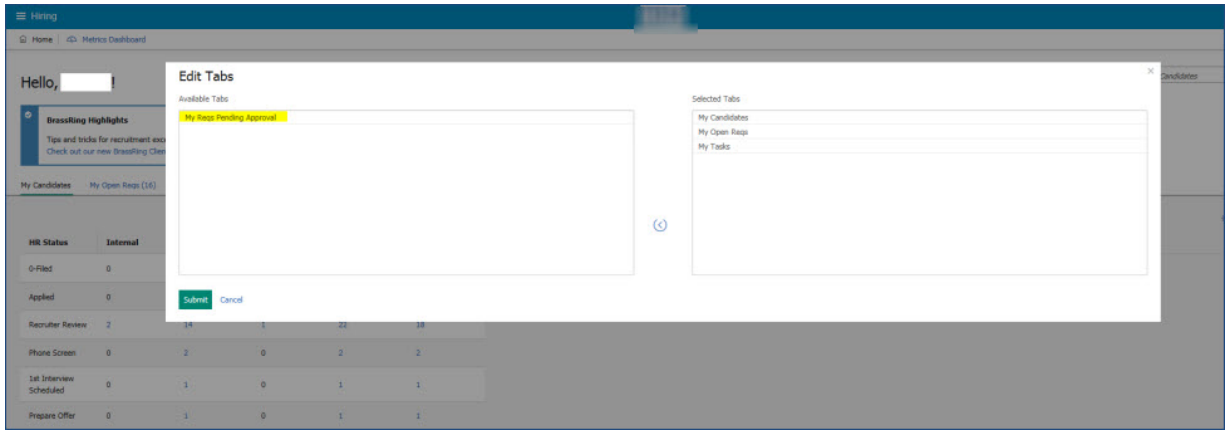 Hiring
Home Metrics Dashboard
Hello, !
Edit Tabs
Candidates
Available Tabs
Selected Tabs
My Reqs Pending Approval
My Candidates
My Open Reqs
My Tasks
BrassRing Highlights
Tips and tricks for recruitment
Check out our new BrassRing
My Candidates My Open Reqs (16)
HR Status Internal
0-Filed 0
Applied 0
Submit Cancel
Recruiter Review 2 14 1 22 18
Phone Screen 0 2 0 2 2
1st Interview
Scheduled 0 1 0 1 1
Prepare Offer 0 1 0 1 1